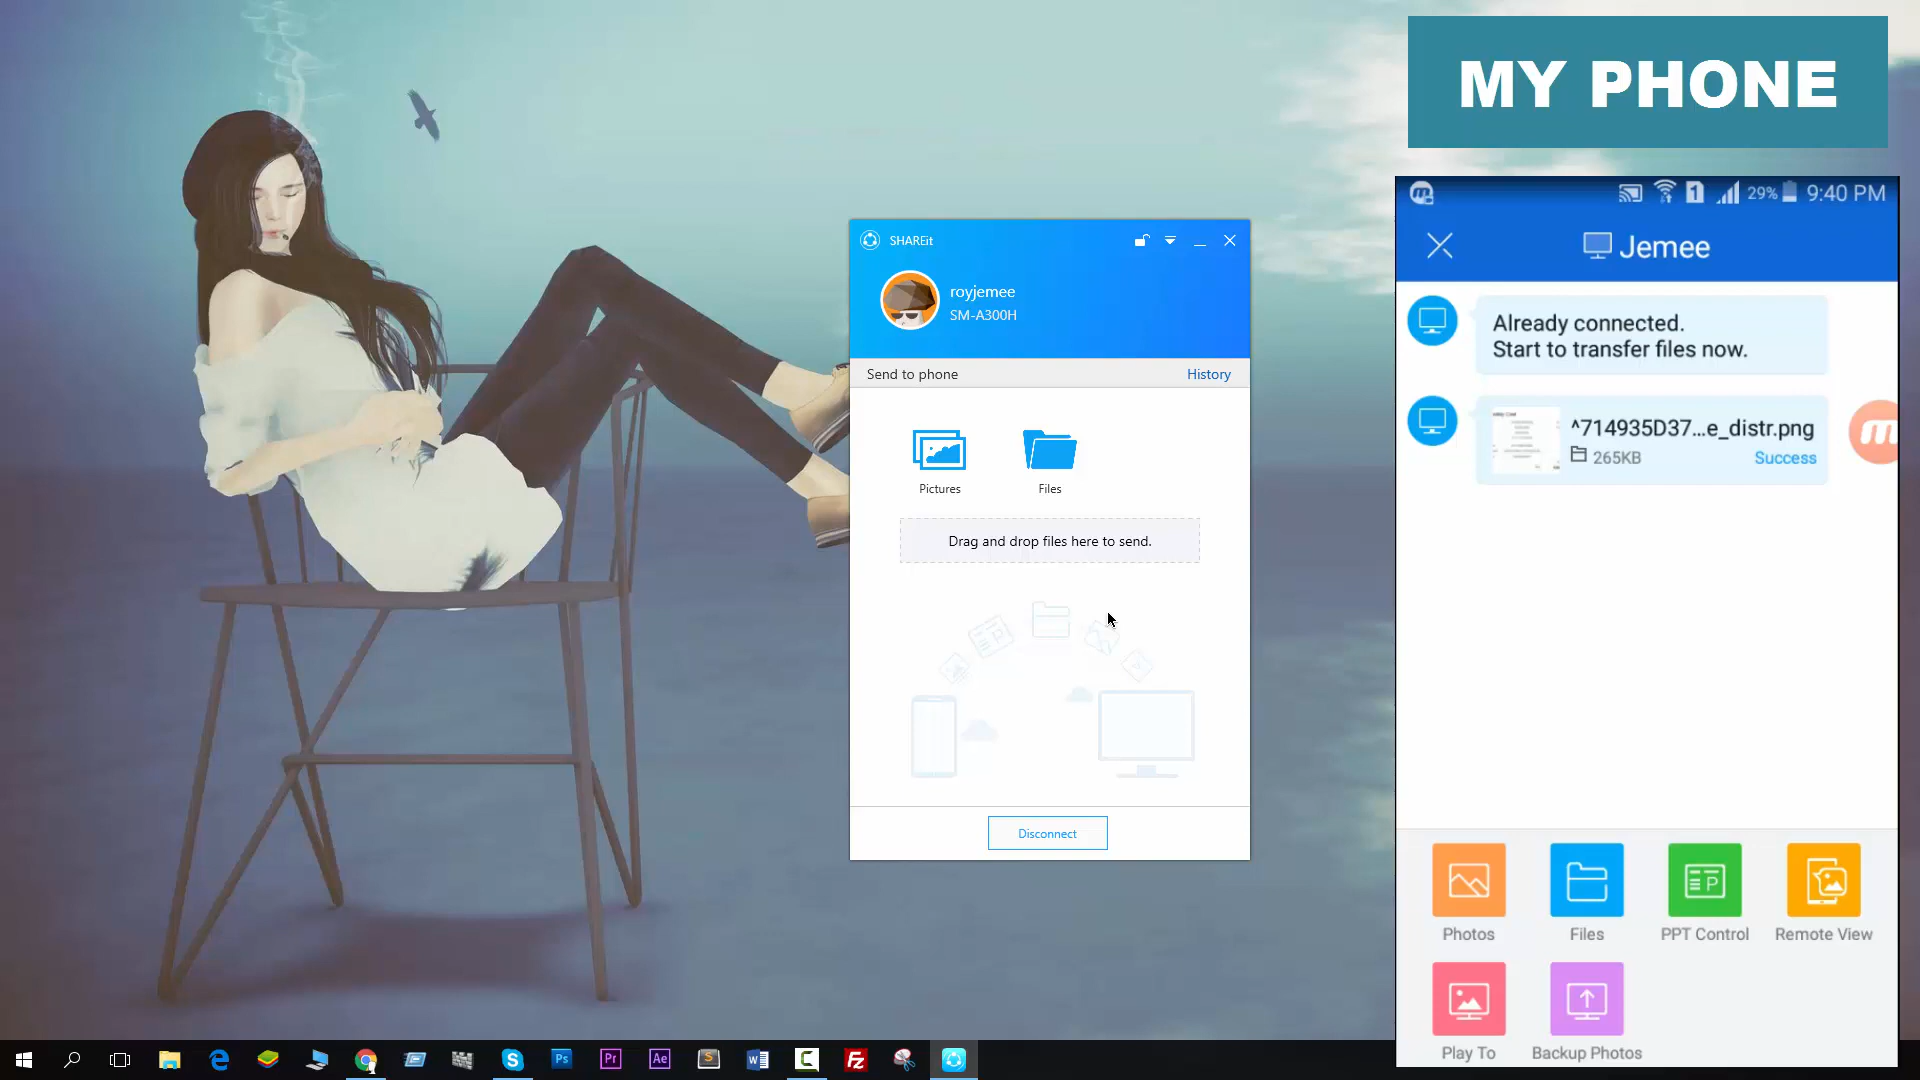 MY PHONE
29% 9:40 PM
Jemee
Already connected.
Start to transfer files now.
^714935D37...e_distr.png
265KB
Success
Photos
Files
PPT Control
Remote View
Play To
Backup Photos
SHAREit
royjemee
SM-A300H
Send to phone
History
Pictures
Files
Drag and drop files here to send.
Disconnect